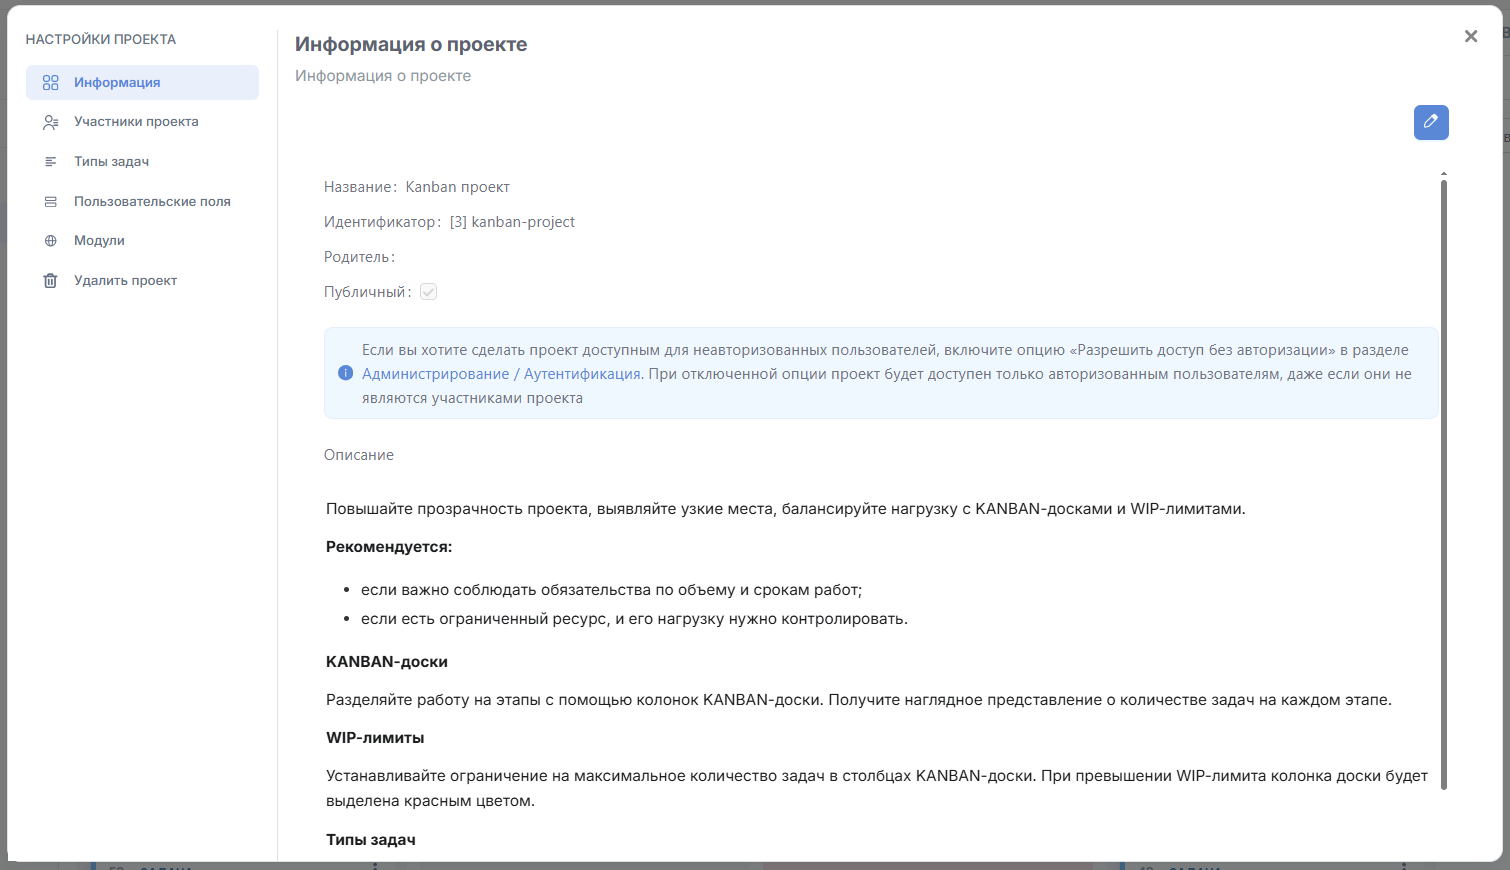 НАСТРОЙКИ ПРОЕКТА
Информация
Участники проекта
Типы задач
Пользовательские поля
Модули
Удалить проект
Информация о проекте
Информация о проекте
Название: Kanban проект
Идентификатор: [3] kanban-project
Родитель:
Публичный:
Если вы хотите сделать проект доступным для неавторизованных пользователей, включите опцию «Разрешить доступ без авторизации» в разделе
Администрирование / Аутентификация. При отключенной опции проект будет доступен только авторизованным пользователям, даже если они не
являются участниками проекта
Описание
Повышайте прозрачность проекта, выявляйте узкие места, балансируйте нагрузку с KANBAN-досками и WIP-лимитами.
Рекомендуется:
• если важно соблюдать обязательства по объему и срокам работ;
• если есть ограниченный ресурс, и его нагрузку нужно контролировать.
KANBAN-доски
Разделяйте работу на этапы с помощью колонок KANBAN-доски. Получите наглядное представление о количестве задач на каждом этапе.
WIP-лимиты
Устанавливайте ограничение на максимальное количество задач в столбцах KANBAN-доски. При превышении WIP-лимита колонка доски будет
выделена красным цветом.
Типы задач